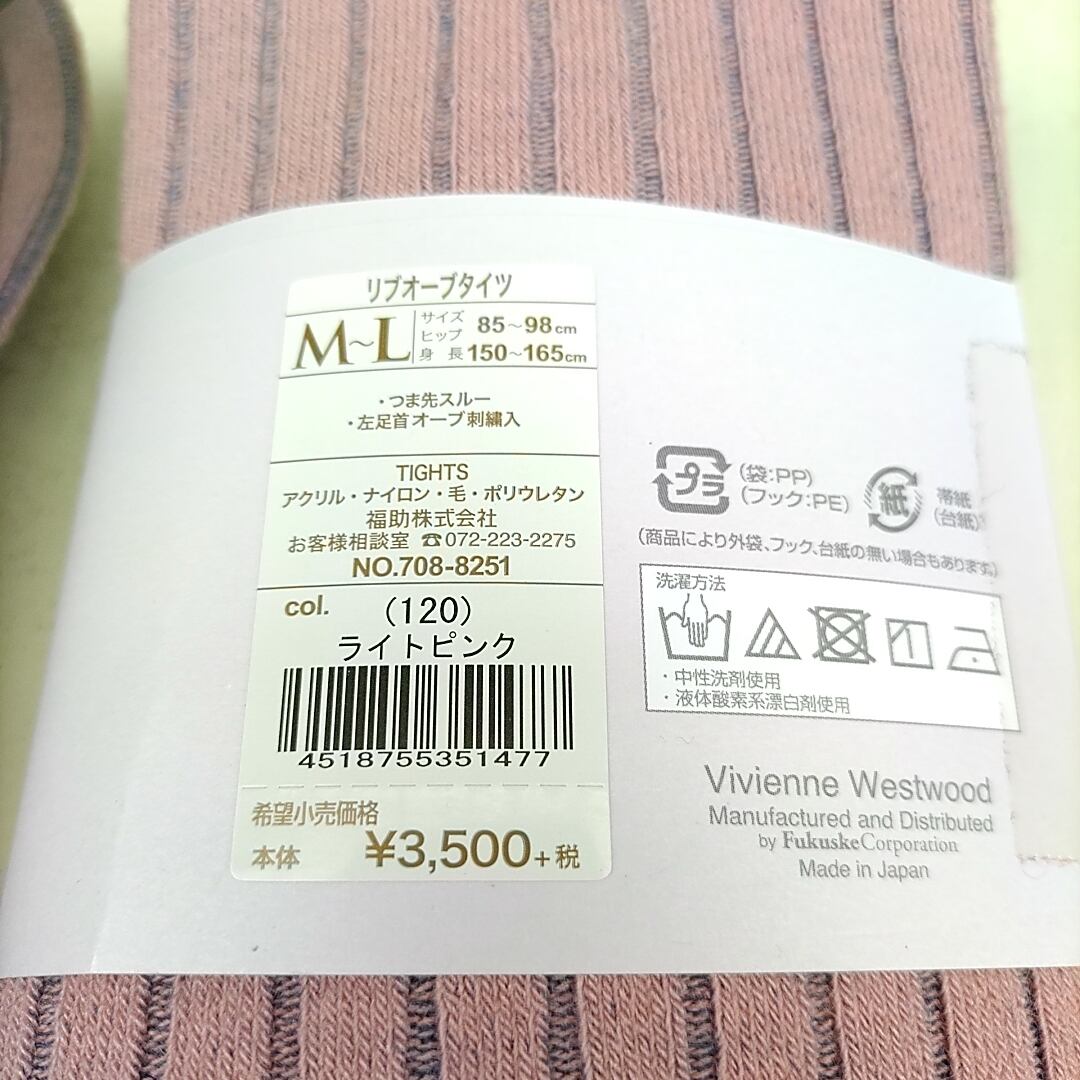 リブオーブタイツ
M~L
サイズ
ヒップ 85~98cm
身長 150~165cm
・つま先スルー
・左足首オーブ刺繍入
TIGHTS
アクリル・ナイロン・毛・ポリウレタン
福助株式会社
お客様相談室 ☎072-223-2275
NO.708-8251
col. (120)
ライトピンク
4518755351477
希望小売価格
本体 ¥3,500+税
プラ
(袋:PP)
(フック:PE)
紙
帯紙
(台紙)
(商品により外袋、フック、台紙の無い場合もあります。)
洗濯方法
・中性洗剤使用
・液体酸素系漂白剤使用
Vivienne Westwood
Manufactured and Distributed
by Fukuske Corporation
Made in Japan